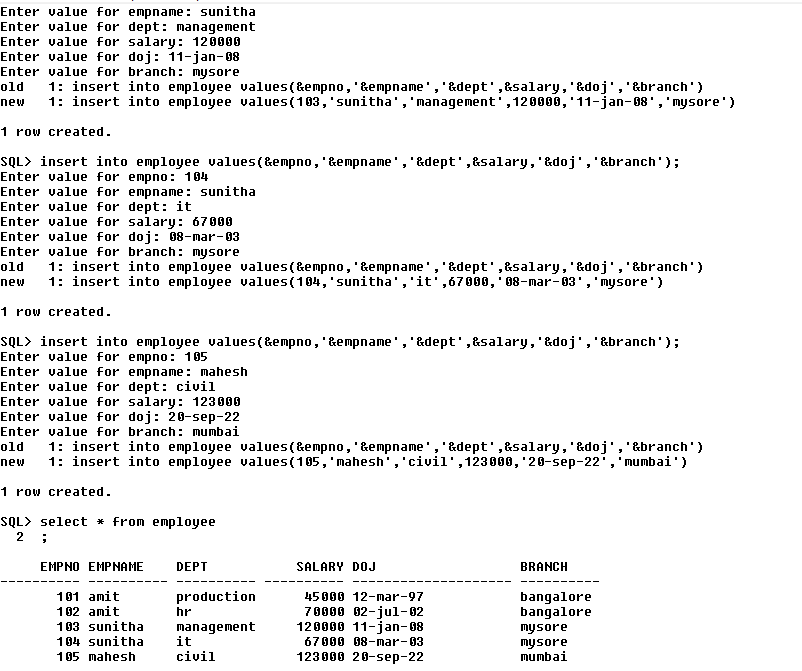 Enter value for empname: sunitha
Enter value for dept: management
Enter value for salary: 120000
Enter value for doj: 11-jan-08
Enter value for branch: mysore
old   1: insert into employee values(&empno,'&empname','&dept',&salary,'&doj','&branch')
new   1: insert into employee values(103,'sunitha','management',120000,'11-jan-08','mysore')
1 row created.
SQL> insert into employee values(&empno,'&empname','&dept',&salary,'&doj','&branch');
Enter value for empno: 104
Enter value for empname: sunitha
Enter value for dept: it
Enter value for salary: 67000
Enter value for doj: 08-mar-03
Enter value for branch: mysore
old   1: insert into employee values(&empno,'&empname','&dept',&salary,'&doj','&branch')
new   1: insert into employee values(104,'sunitha','it',67000,'08-mar-03','mysore')
1 row created.
SQL> insert into employee values(&empno,'&empname','&dept',&salary,'&doj','&branch');
Enter value for empno: 105
Enter value for empname: mahesh
Enter value for dept: civil
Enter value for salary: 123000
Enter value for doj: 20-sep-22
Enter value for branch: mumbai
old   1: insert into employee values(&empno,'&empname','&dept',&salary,'&doj','&branch')
new   1: insert into employee values(105,'mahesh','civil',123000,'20-sep-22','mumbai')
1 row created.
SQL> select * from employee
  2  ;
     EMPNO EMPNAME    DEPT           SALARY DOJ                  BRANCH
---------- ---------- ---------- ---------- -------------------- ----------
       101 amit       production      45000 12-mar-97            bangalore
       102 amit       hr              70000 02-jul-02            bangalore
       103 sunitha    management     120000 11-jan-08            mysore
       104 sunitha    it              67000 08-mar-03            mysore
       105 mahesh     civil          123000 20-sep-22            mumbai